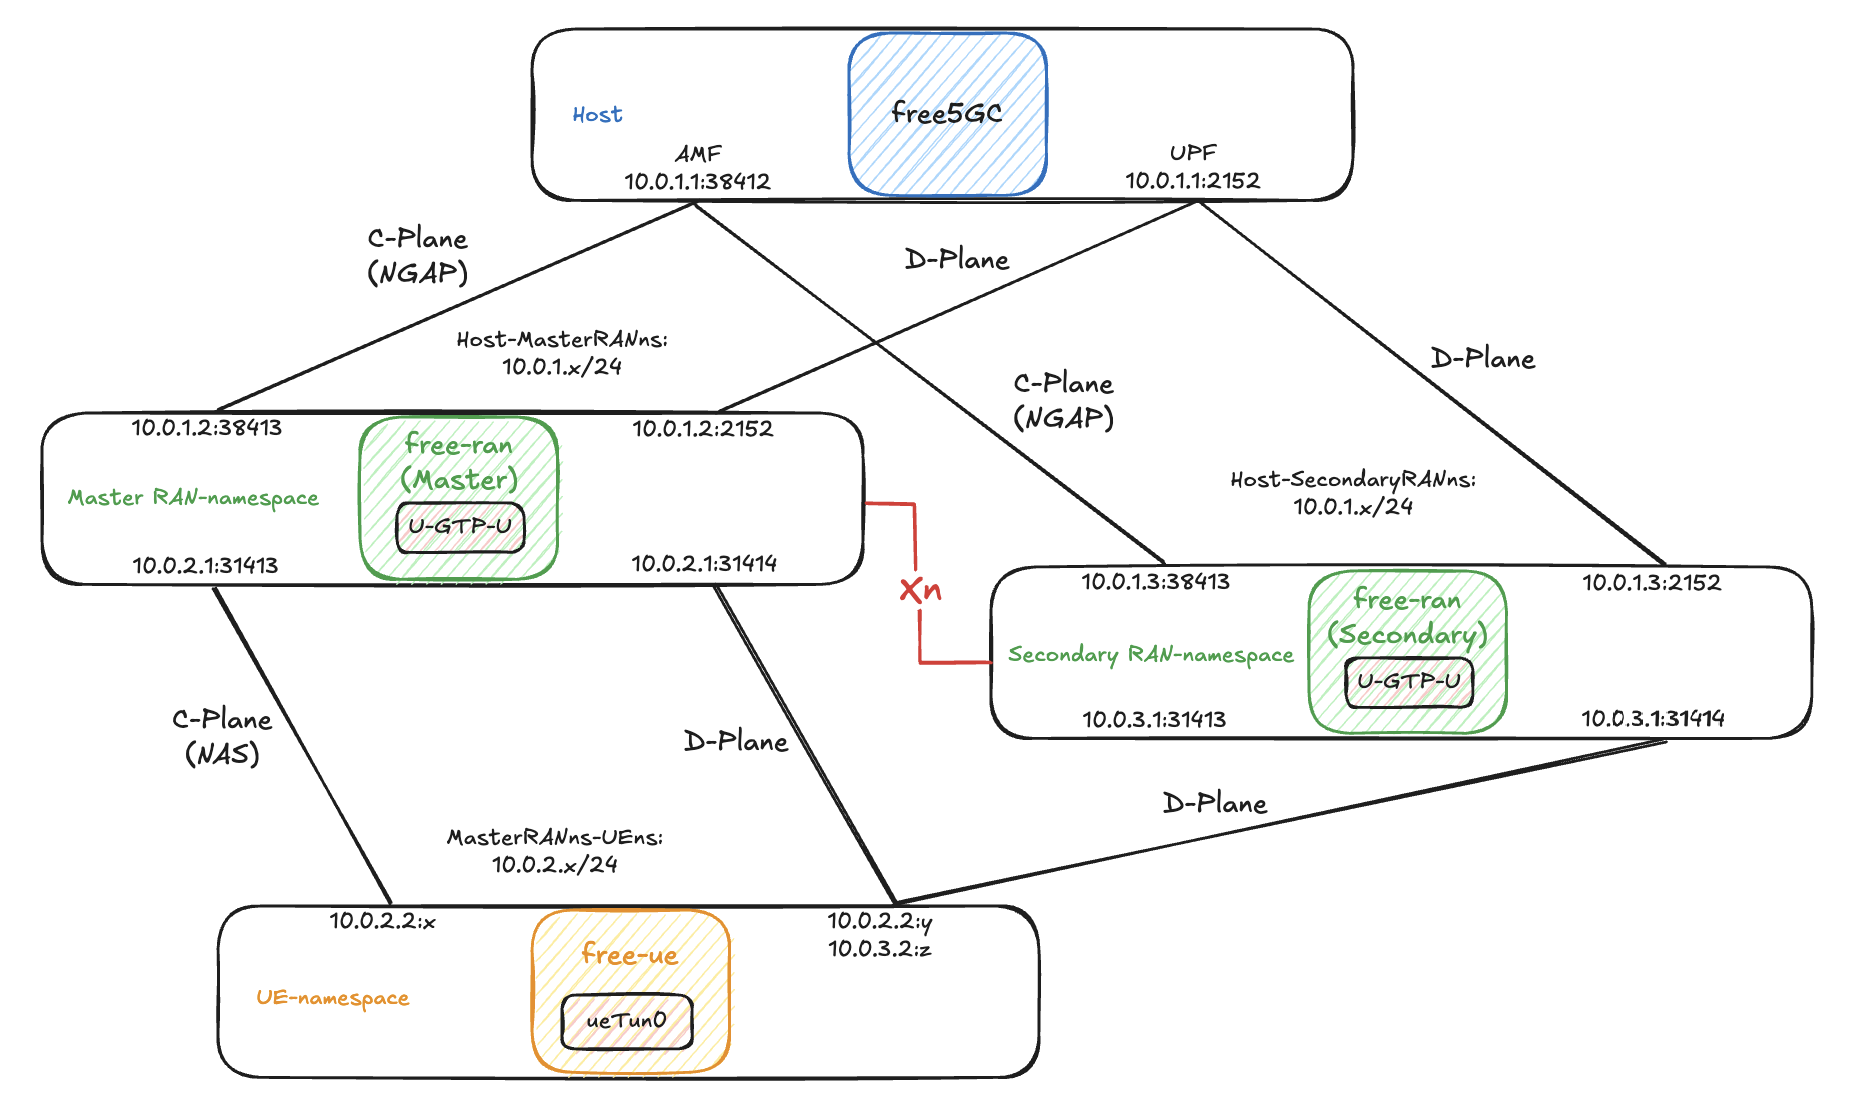 Host
free5GC
AMF
10.0.1.1:38412
UPF
10.0.1.1:2152
C-Plane
(NGAP)
D-Plane
Host-MasterRANns:
10.0.1.x/24
C-Plane
(NGAP)
D-Plane
10.0.1.2:38413
10.0.1.2:2152
free-ran
(Master)
Master RAN-namespace
U-GTP-U
10.0.2.1:31413
10.0.2.1:31414
Host-SecondaryRANns:
10.0.1.x/24
Xn
10.0.1.3:38413
10.0.1.3:2152
free-ran
(Secondary)
Secondary RAN-namespace
U-GTP-U
10.0.3.1:31413
10.0.3.1:31414
C-Plane
(NAS)
D-Plane
D-Plane
MasterRANns-UEns:
10.0.2.x/24
10.0.2.2:x
10.0.2.2:y
10.0.3.2:z
free-ue
UE-namespace
ueTun0